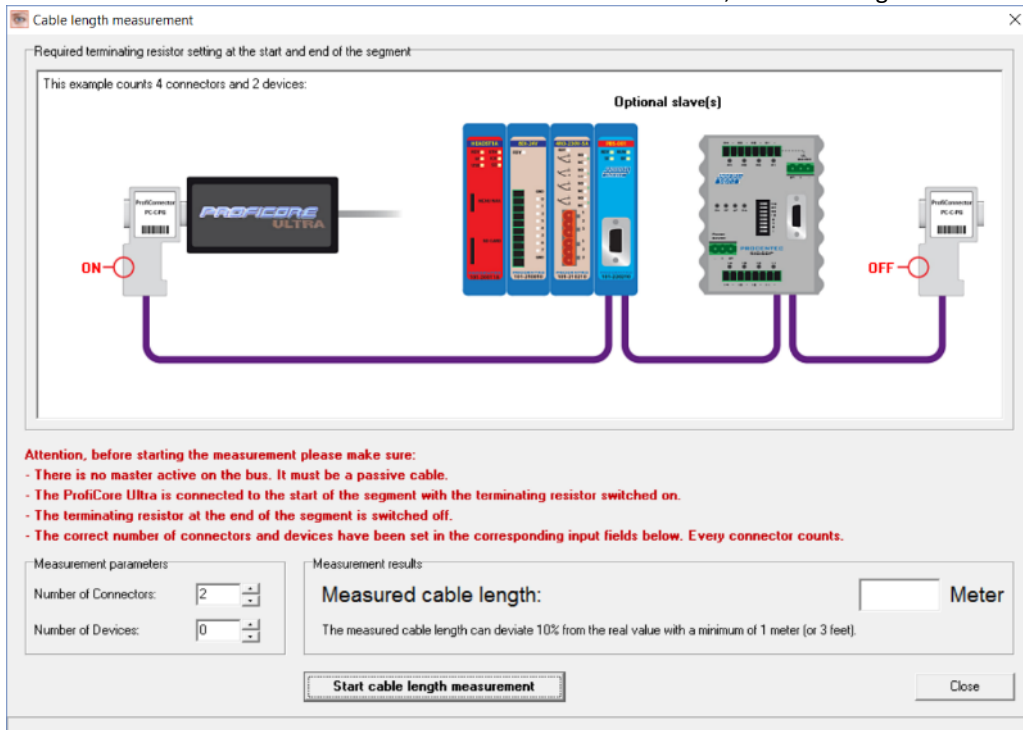 Cable length measurement
Required terminating resistor setting at the start and end of the segment
This example counts 4 connectors and 2 devices:
Optional slave(s)
ProfiConnector
PC-C-PB
PROFICORE
ULTRA
ProfiConnector
PC-C-PB
ON
OFF
Attention, before starting the measurement please make sure:
- There is no master active on the bus. It must be a passive cable.
- The ProfiCore Ultra is connected to the start of the segment with the terminating resistor switched on.
- The terminating resistor at the end of the segment is switched off.
- The correct number of connectors and devices have been set in the corresponding input fields below. Every connector counts.
Measurement parameters
Measurement results
Number of Connectors: 2
Measured cable length: Meter
Number of Devices: 0
The measured cable length can deviate 10% from the real value with a minimum of 1 meter (or 3 feet).
Start cable length measurement
Close